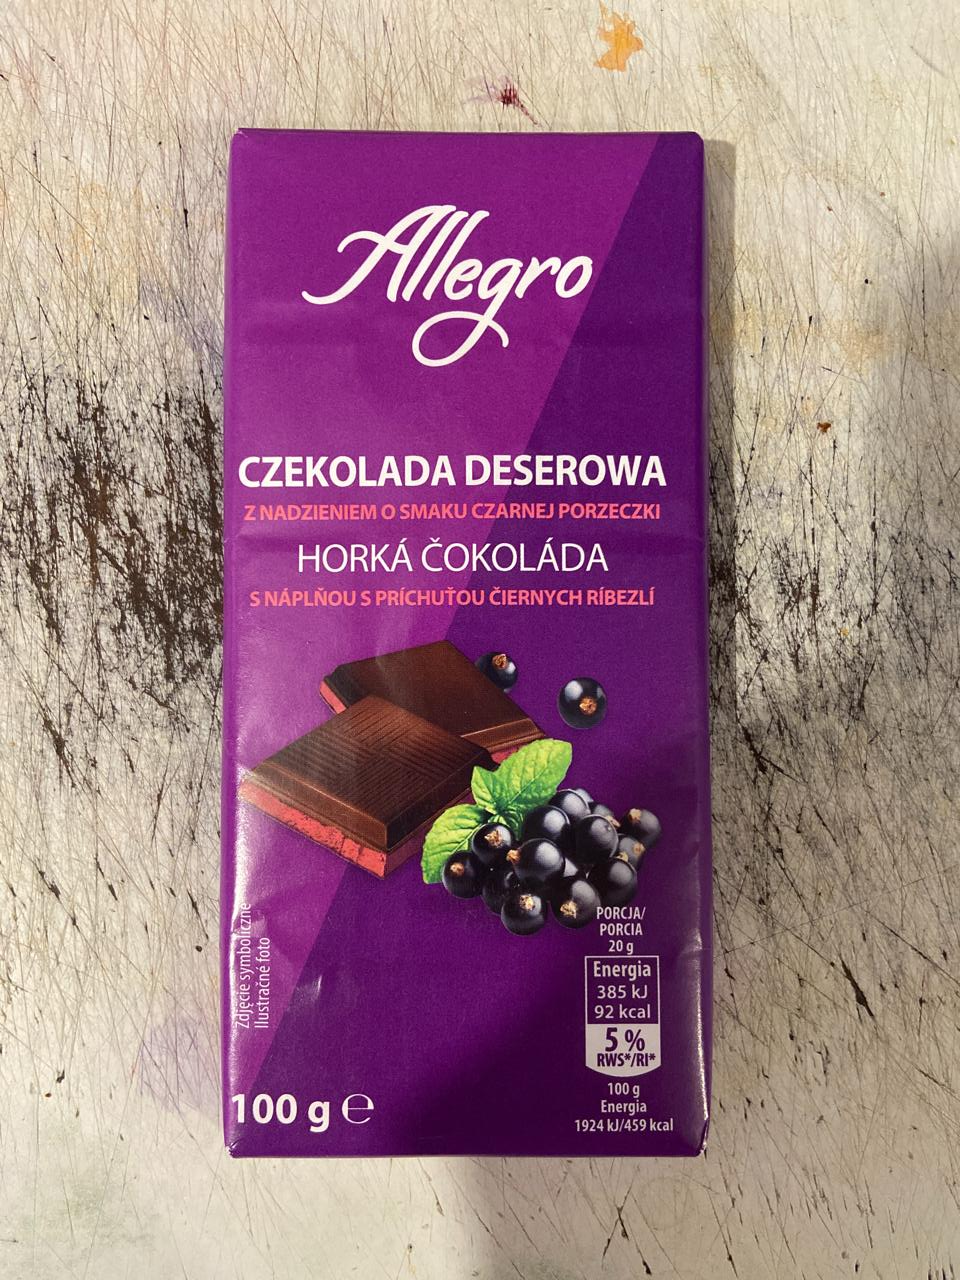 Allegro
CZEKOLADA DESEROWA
Z NADZIENIEM O SMAKU CZARNEJ PORZECZKI
HORKÁ ČOKOLÁDA
S NÁPLŇOU S PRÍCHUŤOU ČIERNYCH RÍBEZLÍ
Zdjęcie symboliczne
Ilustračné foto
PORCJA/
PORCIA
20 g
Energia
385 kJ
92 kcal
5 %
RWS*/RI*
100 g
Energia
1924 kJ/459 kcal
100 g ℮